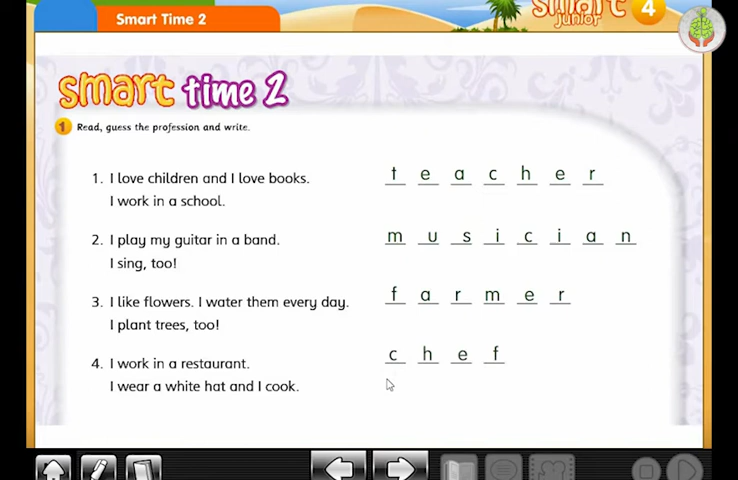 Smart Time 2
smart
junior
4
smart time 2
1 Read, guess the profession and write.
1. I love children and I love books.
I work in a school.
t e a c h e r
2. I play my guitar in a band.
I sing, too!
m u s i c i a n
3. I like flowers. I water them every day.
I plant trees, too!
f a r m e r
4. I work in a restaurant.
I wear a white hat and I cook.
c h e f